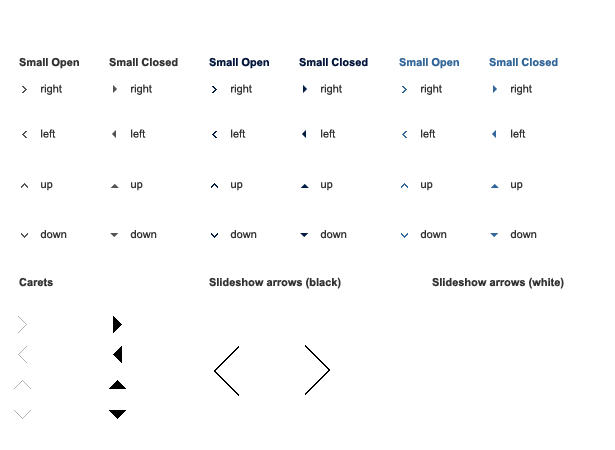 Small Open Small Closed Small Open Small Closed Small Open Small Closed
right right right right right right
left left left left left left
up up up up up up
down down down down down down
Carets Slideshow arrows (black) Slideshow arrows (white)